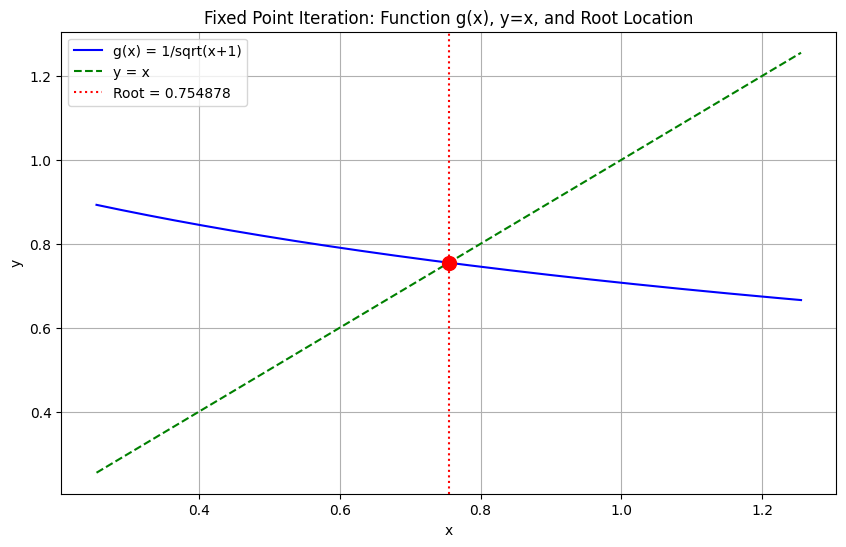 Fixed Point Iteration: Function g(x), y=x, and Root Location
g(x) = 1/sqrt(x+1)
y = x
Root = 0.754878
1.2
1.0
0.8
0.6
0.4
y
0.4 0.6 0.8 1.0 1.2
x